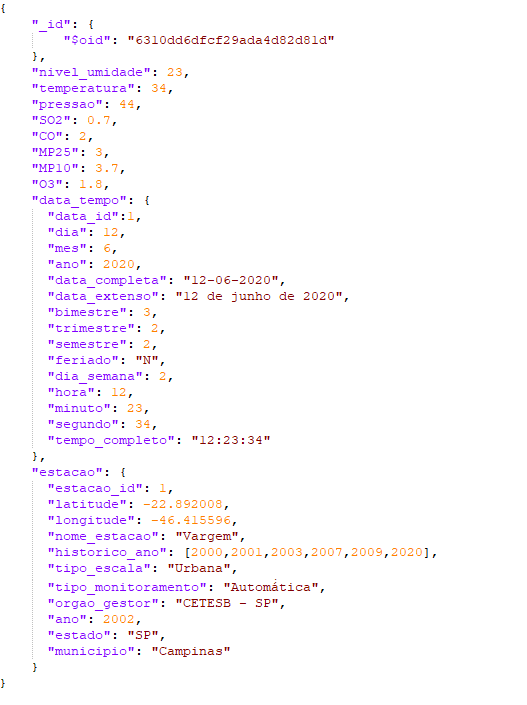 {
"_id": {
"$oid": "6310dd6dfcf29ada4d82d81d"
},
"nivel_umidade": 23,
"temperatura": 34,
"pressao": 44,
"SO2": 0.7,
"CO": 2,
"MP25": 3,
"MP10": 3.7,
"O3": 1.8,
"data_tempo": {
"data_id":1,
"dia": 12,
"mes": 6,
"ano": 2020,
"data_completa": "12-06-2020",
"data_extenso": "12 de junho de 2020",
"bimestre": 3,
"trimestre": 2,
"semestre": 2,
"feriado": "N",
"dia_semana": 2,
"hora": 12,
"minuto": 23,
"segundo": 34,
"tempo_completo": "12:23:34"
},
"estacao": {
"estacao_id": 1,
"latitude": -22.892008,
"longitude": -46.415596,
"nome_estacao": "Vargem",
"historico_ano": [2000,2001,2003,2007,2009,2020],
"tipo_escala": "Urbana",
"tipo_monitoramento": "Automática",
"orgao_gestor": "CETESB - SP",
"ano": 2002,
"estado": "SP",
"municipio": "Campinas"
}
}